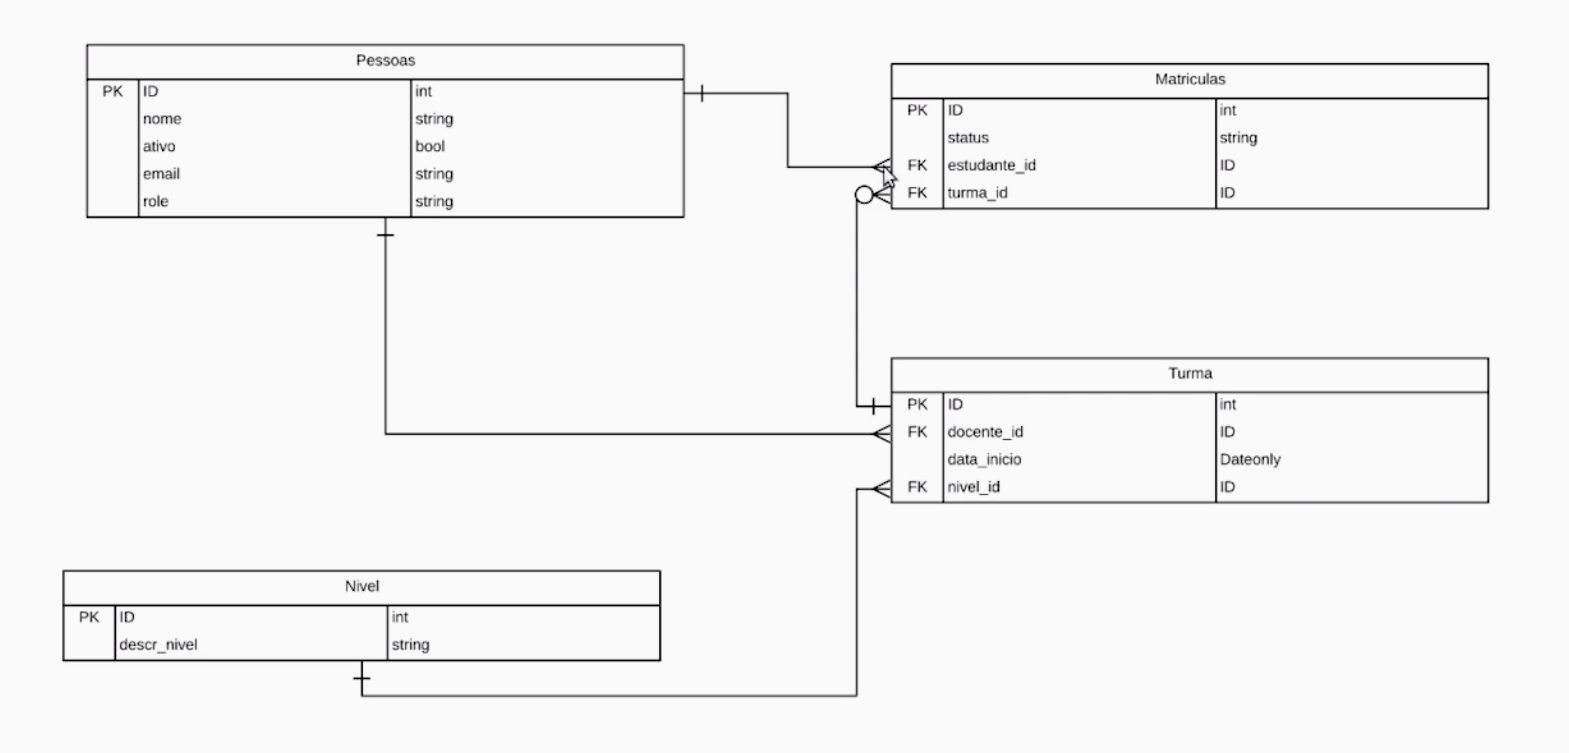 Pessoas
PK ID int
nome string
ativo bool
email string
role string
Matriculas
PK ID int
status string
FK estudante_id ID
FK turma_id ID
Turma
PK ID int
FK docente_id ID
data_inicio Dateonly
FK nivel_id ID
Nivel
PK ID int
descr_nivel string